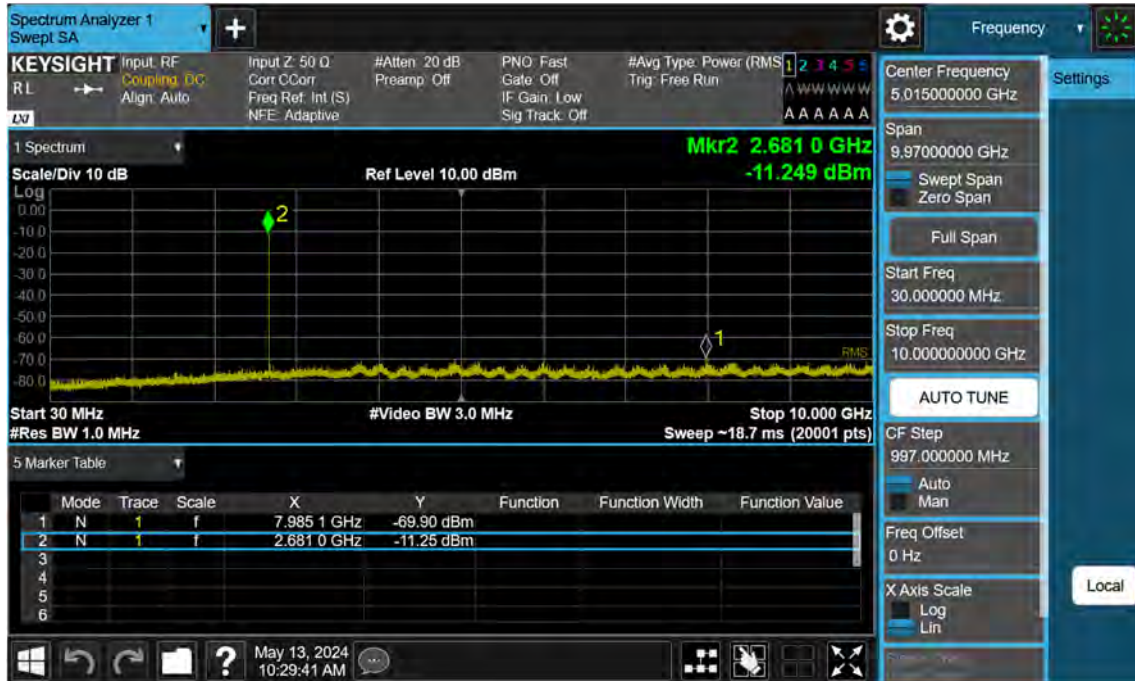 Spectrum Analyzer 1
Swept SA
Frequency
KEYSIGHT
RL
LXI
Input: RF
Coupling: DC
Align: Auto
Input Z: 50 Ω
Corr CCorr
Freq Ref: Int (S)
NFE: Adaptive
#Atten: 20 dB
Preamp: Off
PNO: Fast
Gate: Off
IF Gain: Low
Sig Track: Off
#Avg Type: Power (RMS
Trig: Free Run
1 2 3 4 5 6
A W W W W W
A A A A A A
Center Frequency
5.015000000 GHz
Settings
Span
9.97000000 GHz
Swept Span
Zero Span
Full Span
Start Freq
30.000000 MHz
Stop Freq
10.000000000 GHz
AUTO TUNE
CF Step
997.000000 MHz
Auto
Man
Freq Offset
0 Hz
X Axis Scale
Log
Lin
Local
1 Spectrum
Scale/Div 10 dB
Ref Level 10.00 dBm
Mkr2 2.681 0 GHz
-11.249 dBm
Log
0.00
-10.0
-20.0
-30.0
-40.0
-50.0
-60.0
-70.0
-80.0
2
1
RMS
Start 30 MHz
#Video BW 3.0 MHz
Stop 10.000 GHz
#Res BW 1.0 MHz
Sweep ~18.7 ms (20001 pts)
5 Marker Table
Mode Trace Scale X Y Function Function Width Function Value
1 N 1 f 7.985 1 GHz -69.90 dBm
2 N 1 f 2.681 0 GHz -11.25 dBm
3
4
5
6
May 13, 2024
10:29:41 AM